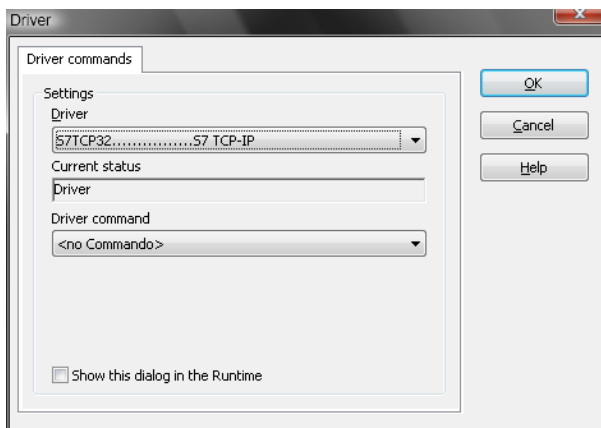 Driver
Driver commands
Settings
Driver
S7TCP32................S7 TCP-IP
Current status
Driver
Driver command
<no Commando>
Show this dialog in the Runtime
OK
Cancel
Help